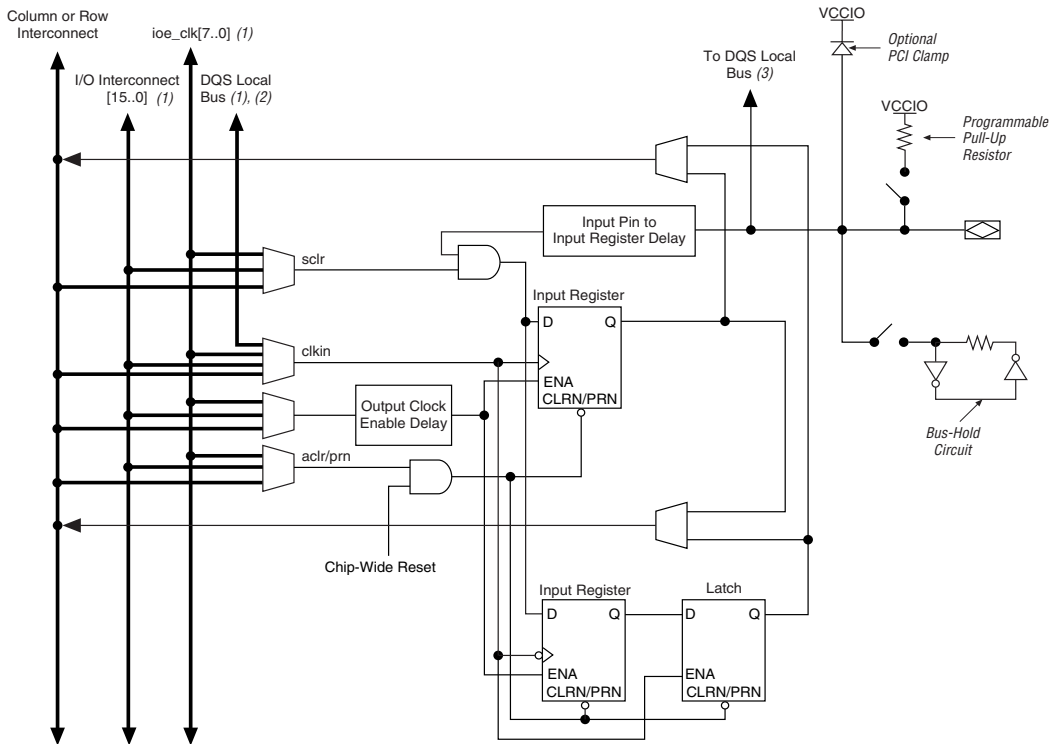 Column or Row
Interconnect
ioe_clk[7..0] (1)
I/O Interconnect
[15..0] (1)
DQS Local
Bus (1), (2)
To DQS Local
Bus (3)
VCCIO
Optional
PCI Clamp
VCCIO
Programmable
Pull-Up
Resistor
Input Pin to
Input Register Delay
sclr
Input Register
D
Q
clkin
ENA
CLRN/PRN
Output Clock
Enable Delay
aclr/prn
Bus-Hold
Circuit
Chip-Wide Reset
Input Register
Latch
D
Q
D
Q
ENA
ENA
CLRN/PRN
CLRN/PRN